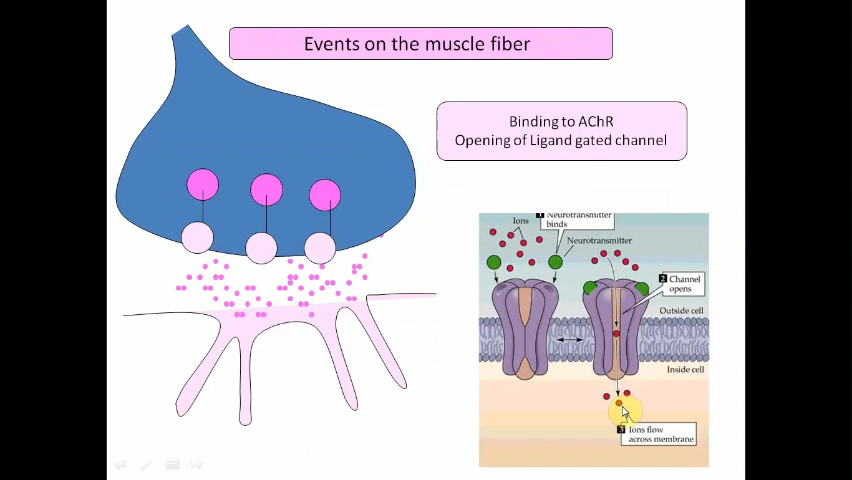 Events on the muscle fiber
Binding to AChR
Opening of Ligand gated channel
1 Neurotransmitter
binds
Ions
Neurotransmitter
2 Channel
opens
Outside cell
Inside cell
3 Ions flow
across membrane